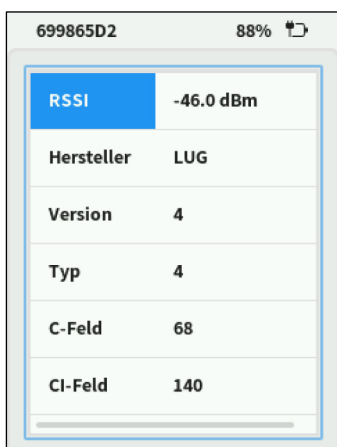 699865D2 88%
RSSI -46.0 dBm
Hersteller LUG
Version 4
Typ 4
C-Feld 68
CI-Feld 140